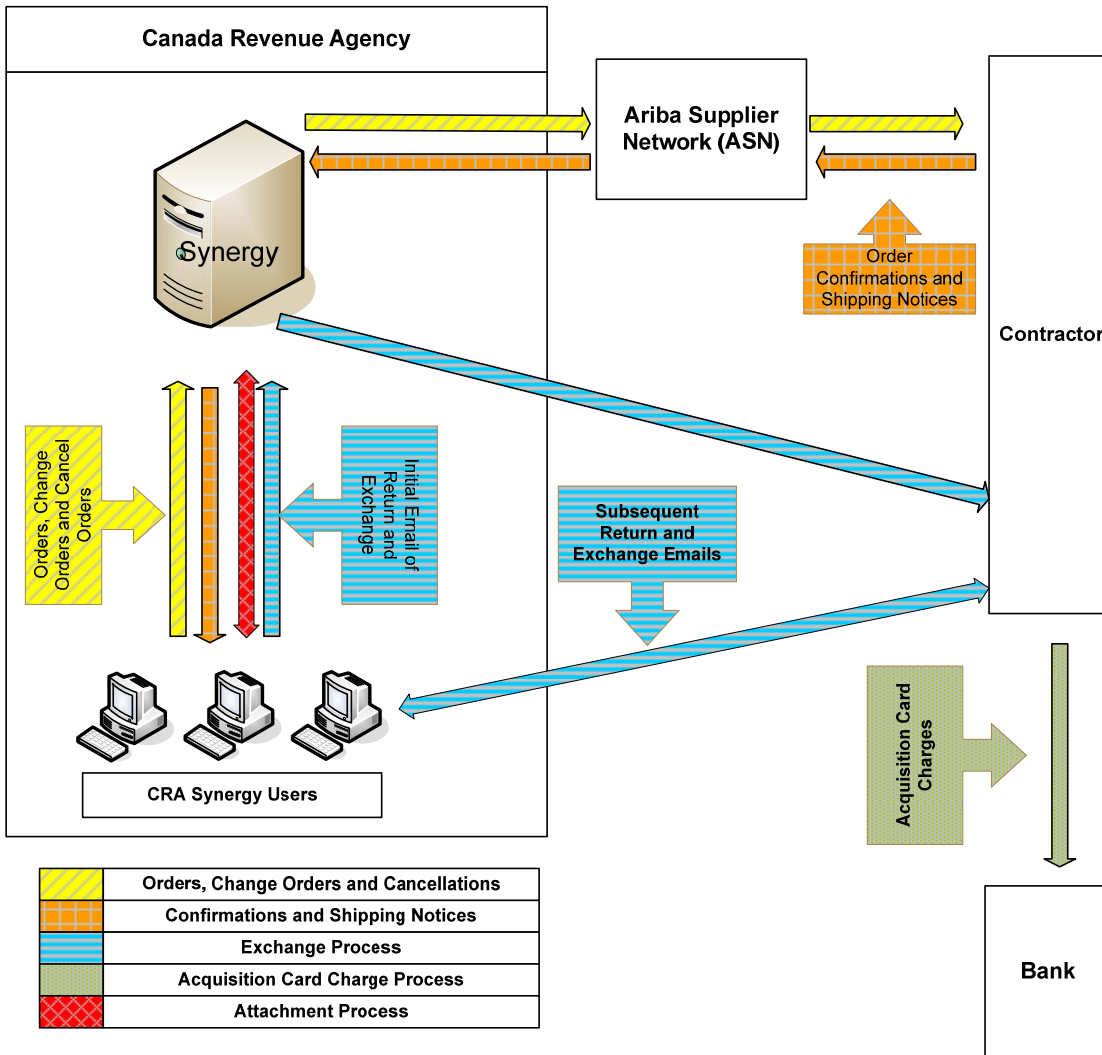 Canada Revenue Agency
Ariba Supplier
Network (ASN)
Synergy
Order
Confirmations and
Shipping Notices
Contractor
Orders, Change
Orders and Cancel
Orders
Initial Email of
Return and
Exchange
Subsequent
Return and
Exchange Emails
Acquisition Card
Charges
CRA Synergy Users
Orders, Change Orders and Cancellations
Confirmations and Shipping Notices
Exchange Process
Acquisition Card Charge Process
Attachment Process
Bank